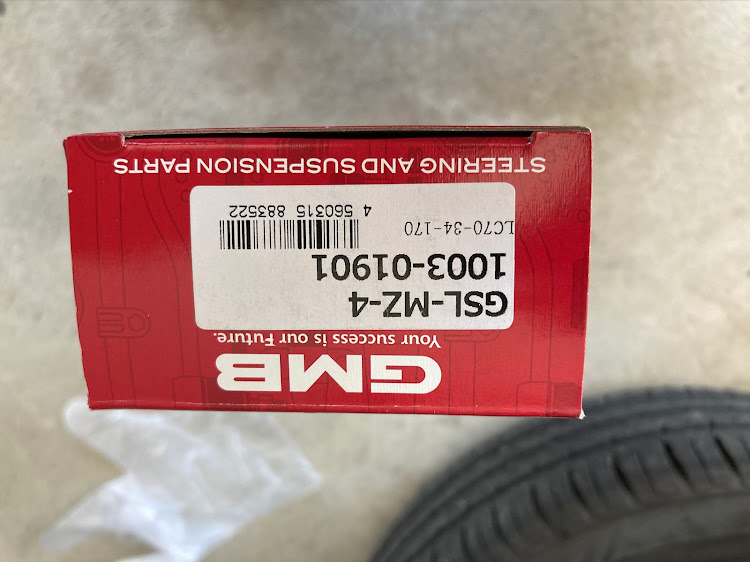 GMB
Your success is our Future.
GSL-MZ-4
1003-01901
LC70-34-170
4 560315 883522
STEERING AND SUSPENSION PARTS